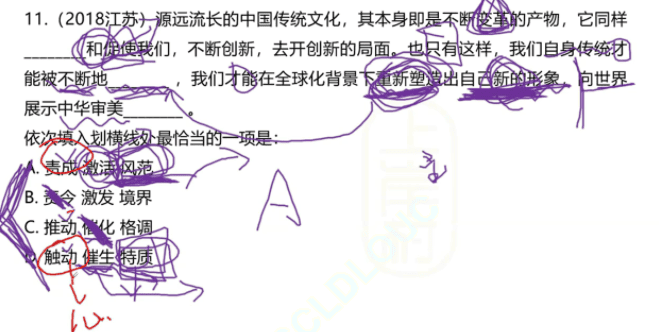 11.（2018江苏）源远流长的中国传统文化，其本身即是不断变革的产物，它同样
________和促使我们，不断创新，去开创新的局面。也只有这样，我们自身传统才
能被不断地________，我们才能在全球化背景下重新塑造出自己新的形象，向世界
展示中华审美________。
依次填入划横线处最恰当的一项是：
A. 责成 激活 风范
B. 责令 激发 境界
C. 推动 催化 格调
D. 触动 催生 特质
A